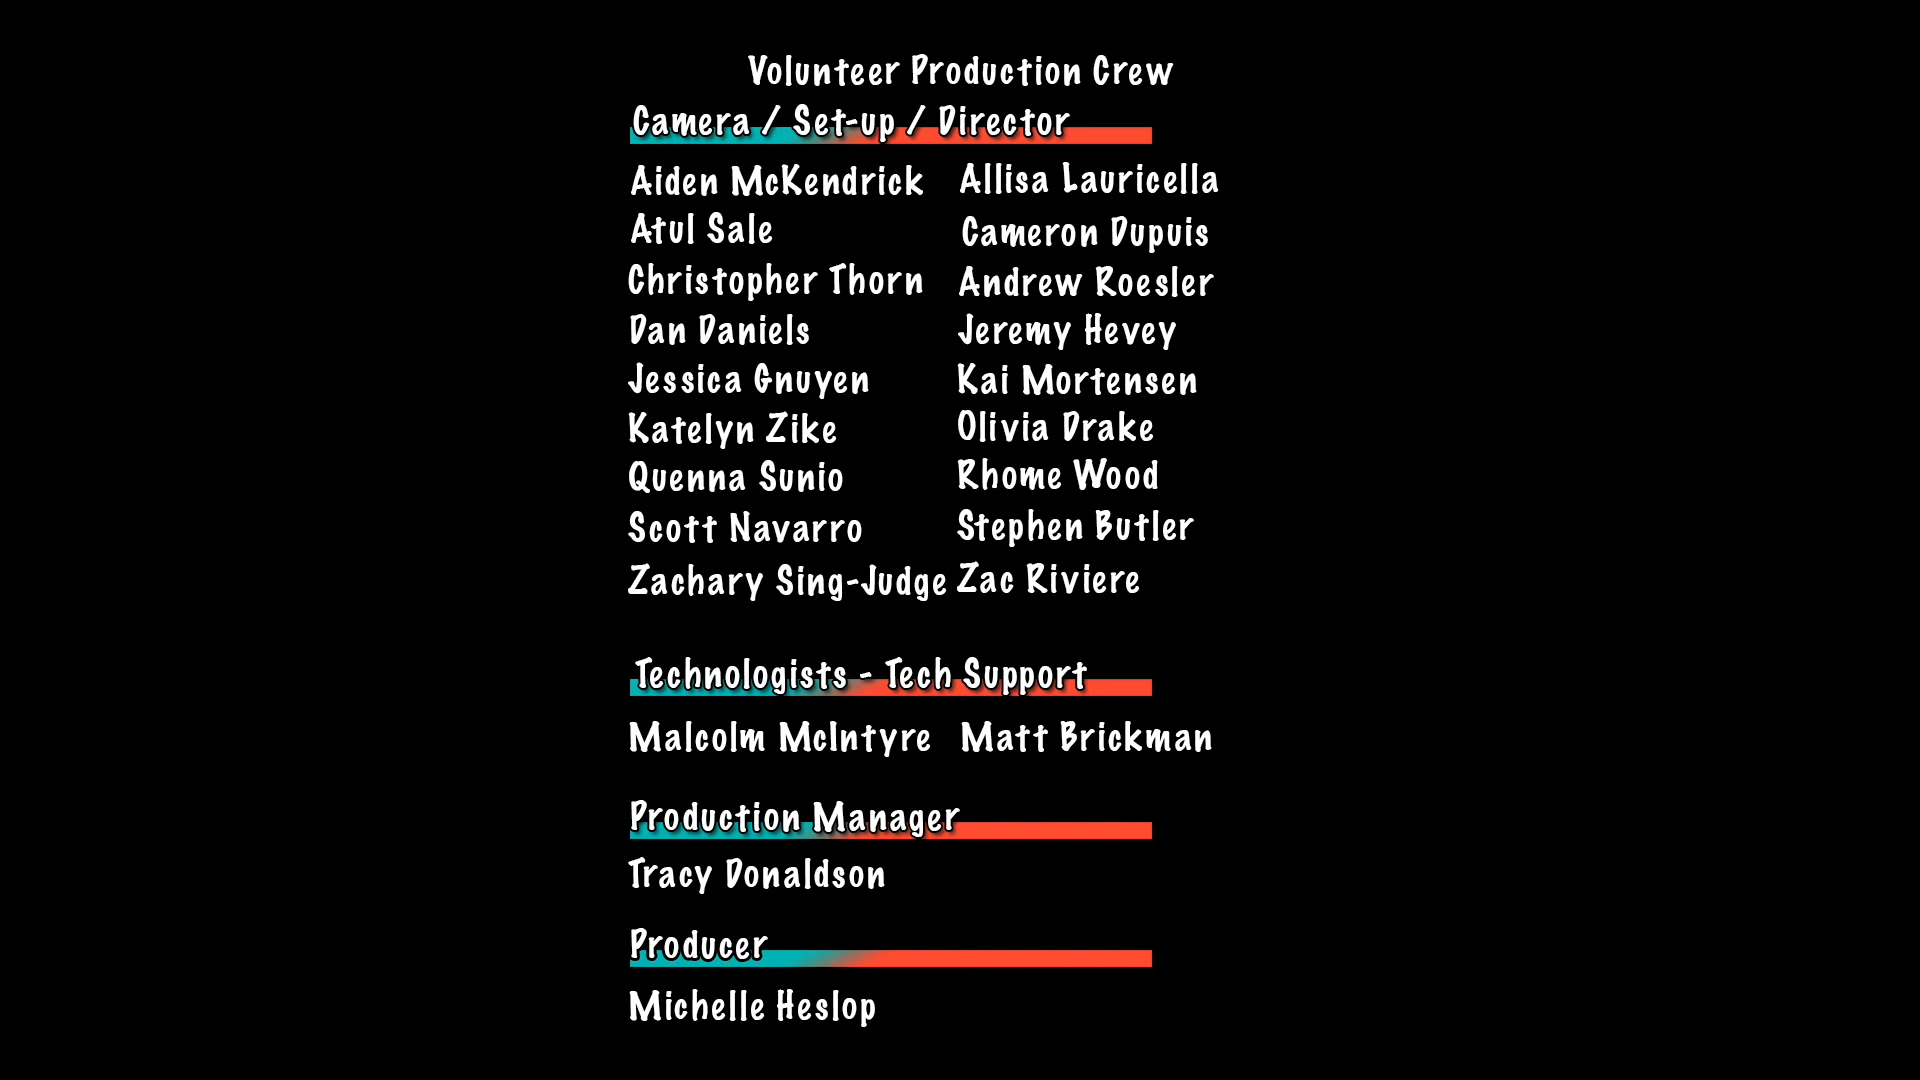 Volunteer Production Crew
Camera / Set-up / Director
Aiden McKendrick Allisa Lauricella
Atul Sale Cameron Dupuis
Christopher Thorn Andrew Roesler
Dan Daniels Jeremy Hevey
Jessica Gnuyen Kai Mortensen
Katelyn Zike Olivia Drake
Quenna Sunio Rhome Wood
Scott Navarro Stephen Butler
Zachary Sing-Judge Zac Riviere
Technologists - Tech Support
Malcolm McIntyre Matt Brickman
Production Manager
Tracy Donaldson
Producer
Michelle Heslop